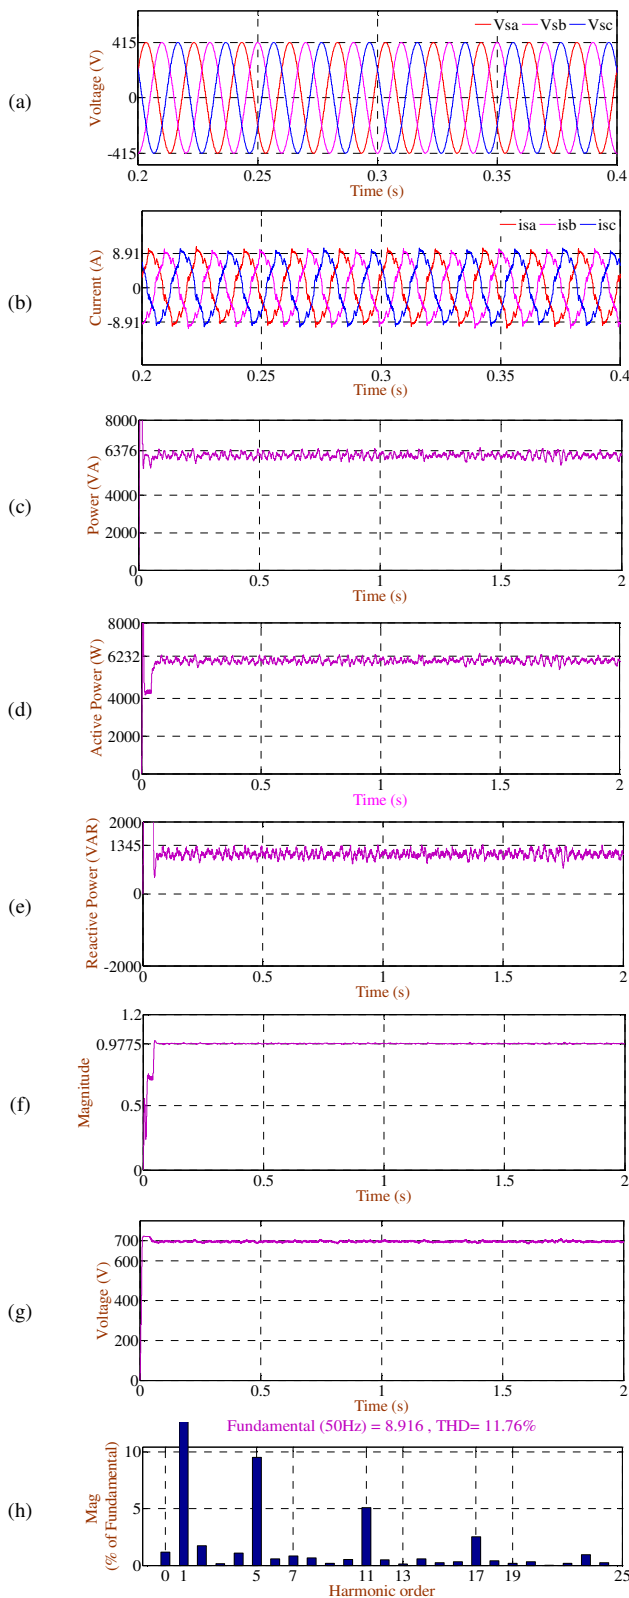 Vsa Vsb Vsc
415
0
-415
Voltage (V)
(a)
0.2 0.25 0.3 0.35 0.4
Time (s)
isa isb isc
8.91
0
-8.91
Current (A)
(b)
0.2 0.25 0.3 0.35 0.4
Time (s)
8000
6376
4000
2000
0
Power (VA)
(c)
0 0.5 1 1.5 2
Time (s)
8000
6232
4000
2000
0
Active Power (W)
(d)
0 0.5 1 1.5 2
Time (s)
2000
1345
0
-2000
Reactive Power (VAR)
(e)
0 0.5 1 1.5 2
Time (s)
1.2
0.9775
0.5
0
Magnitude
(f)
0 0.5 1 1.5 2
Time (s)
700
600
400
200
0
Voltage (V)
(g)
0 0.5 1 1.5 2
Time (s)
Fundamental (50Hz) = 8.916 , THD= 11.76%
10
5
0
Mag
(% of Fundamental)
(h)
0 1 5 7 11 13 17 19 25
Harmonic order